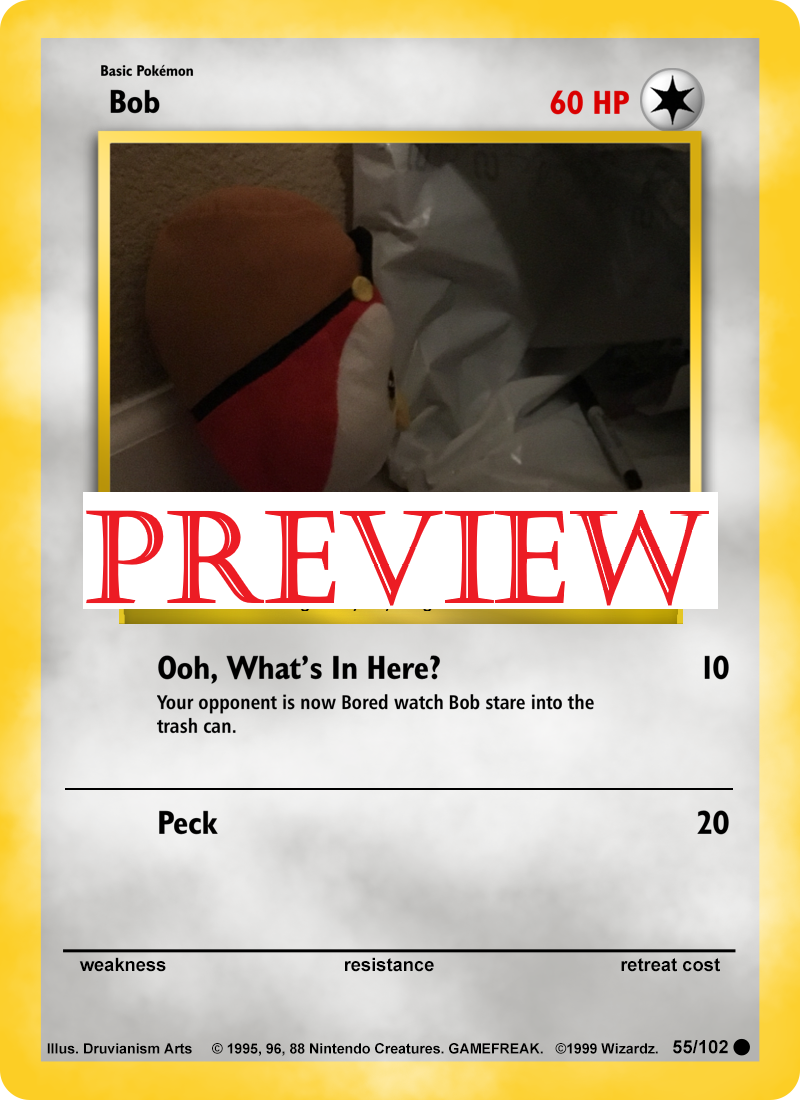 Basic Pokémon
Bob
60 HP
PREVIEW
Ooh, What's In Here?
10
Your opponent is now Bored watch Bob stare into the
trash can.
Peck
20
weakness
resistance
retreat cost
Illus. Druvianism Arts
© 1995, 96, 88 Nintendo Creatures. GAMEFREAK.
©1999 Wizardz.
55/102